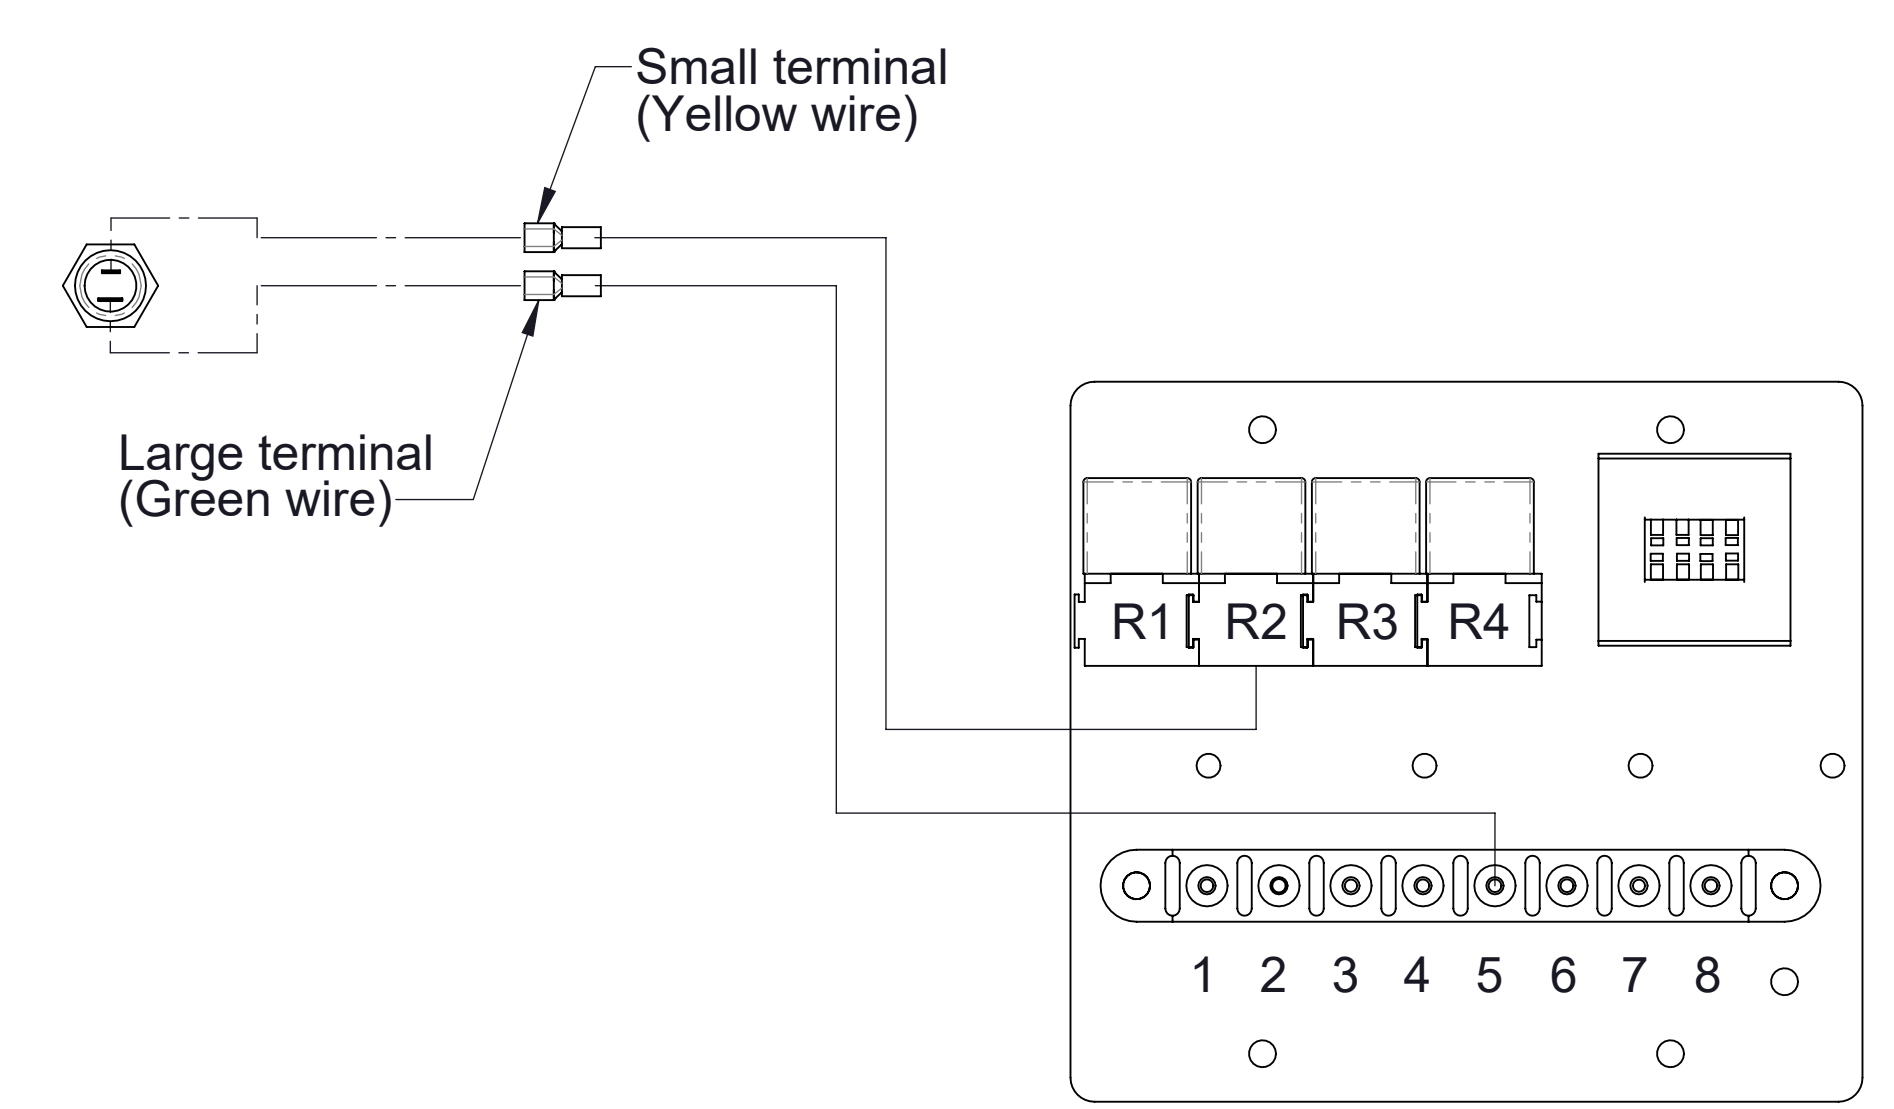 Small terminal
(Yellow wire)
Large terminal
(Green wire)
R1 R2 R3 R4
1 2 3 4 5 6 7 8